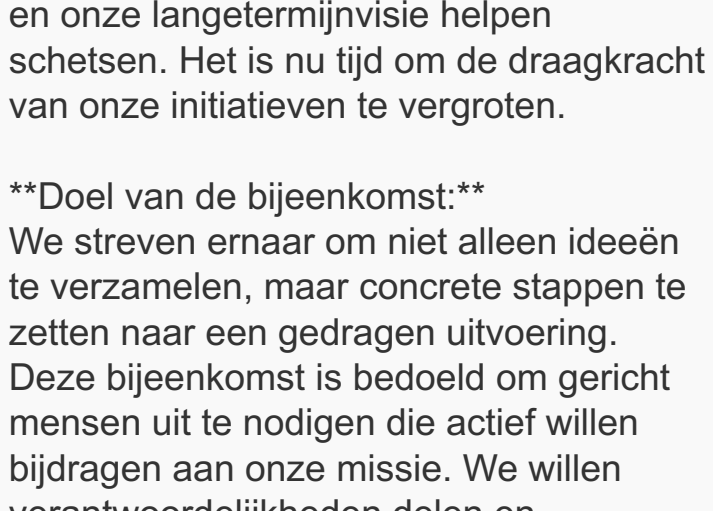 en onze langetermijnvisie helpen
schetsen. Het is nu tijd om de draagkracht
van onze initiatieven te vergroten.

**Doel van de bijeenkomst:**
We streven ernaar om niet alleen ideeën
te verzamelen, maar concrete stappen te
zetten naar een gedragen uitvoering.
Deze bijeenkomst is bedoeld om gericht
mensen uit te nodigen die actief willen
bijdragen aan onze missie. We willen
verantwoordelijkheden delen en